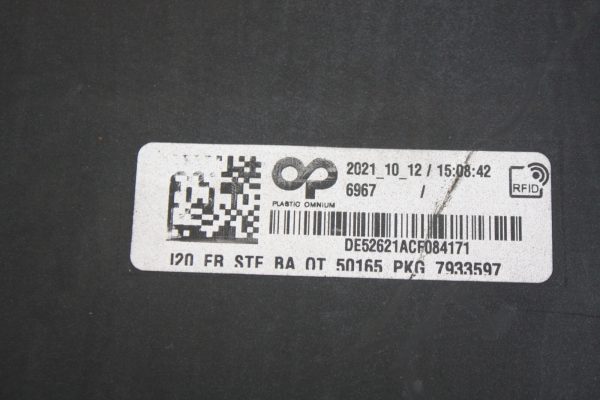 2021_10_12 / 15:08:42
6967 /
RFID
PLASTIC OMNIUM
DE52621ACF084171
I20 FR STF BA OT 50165 PKG 7933597